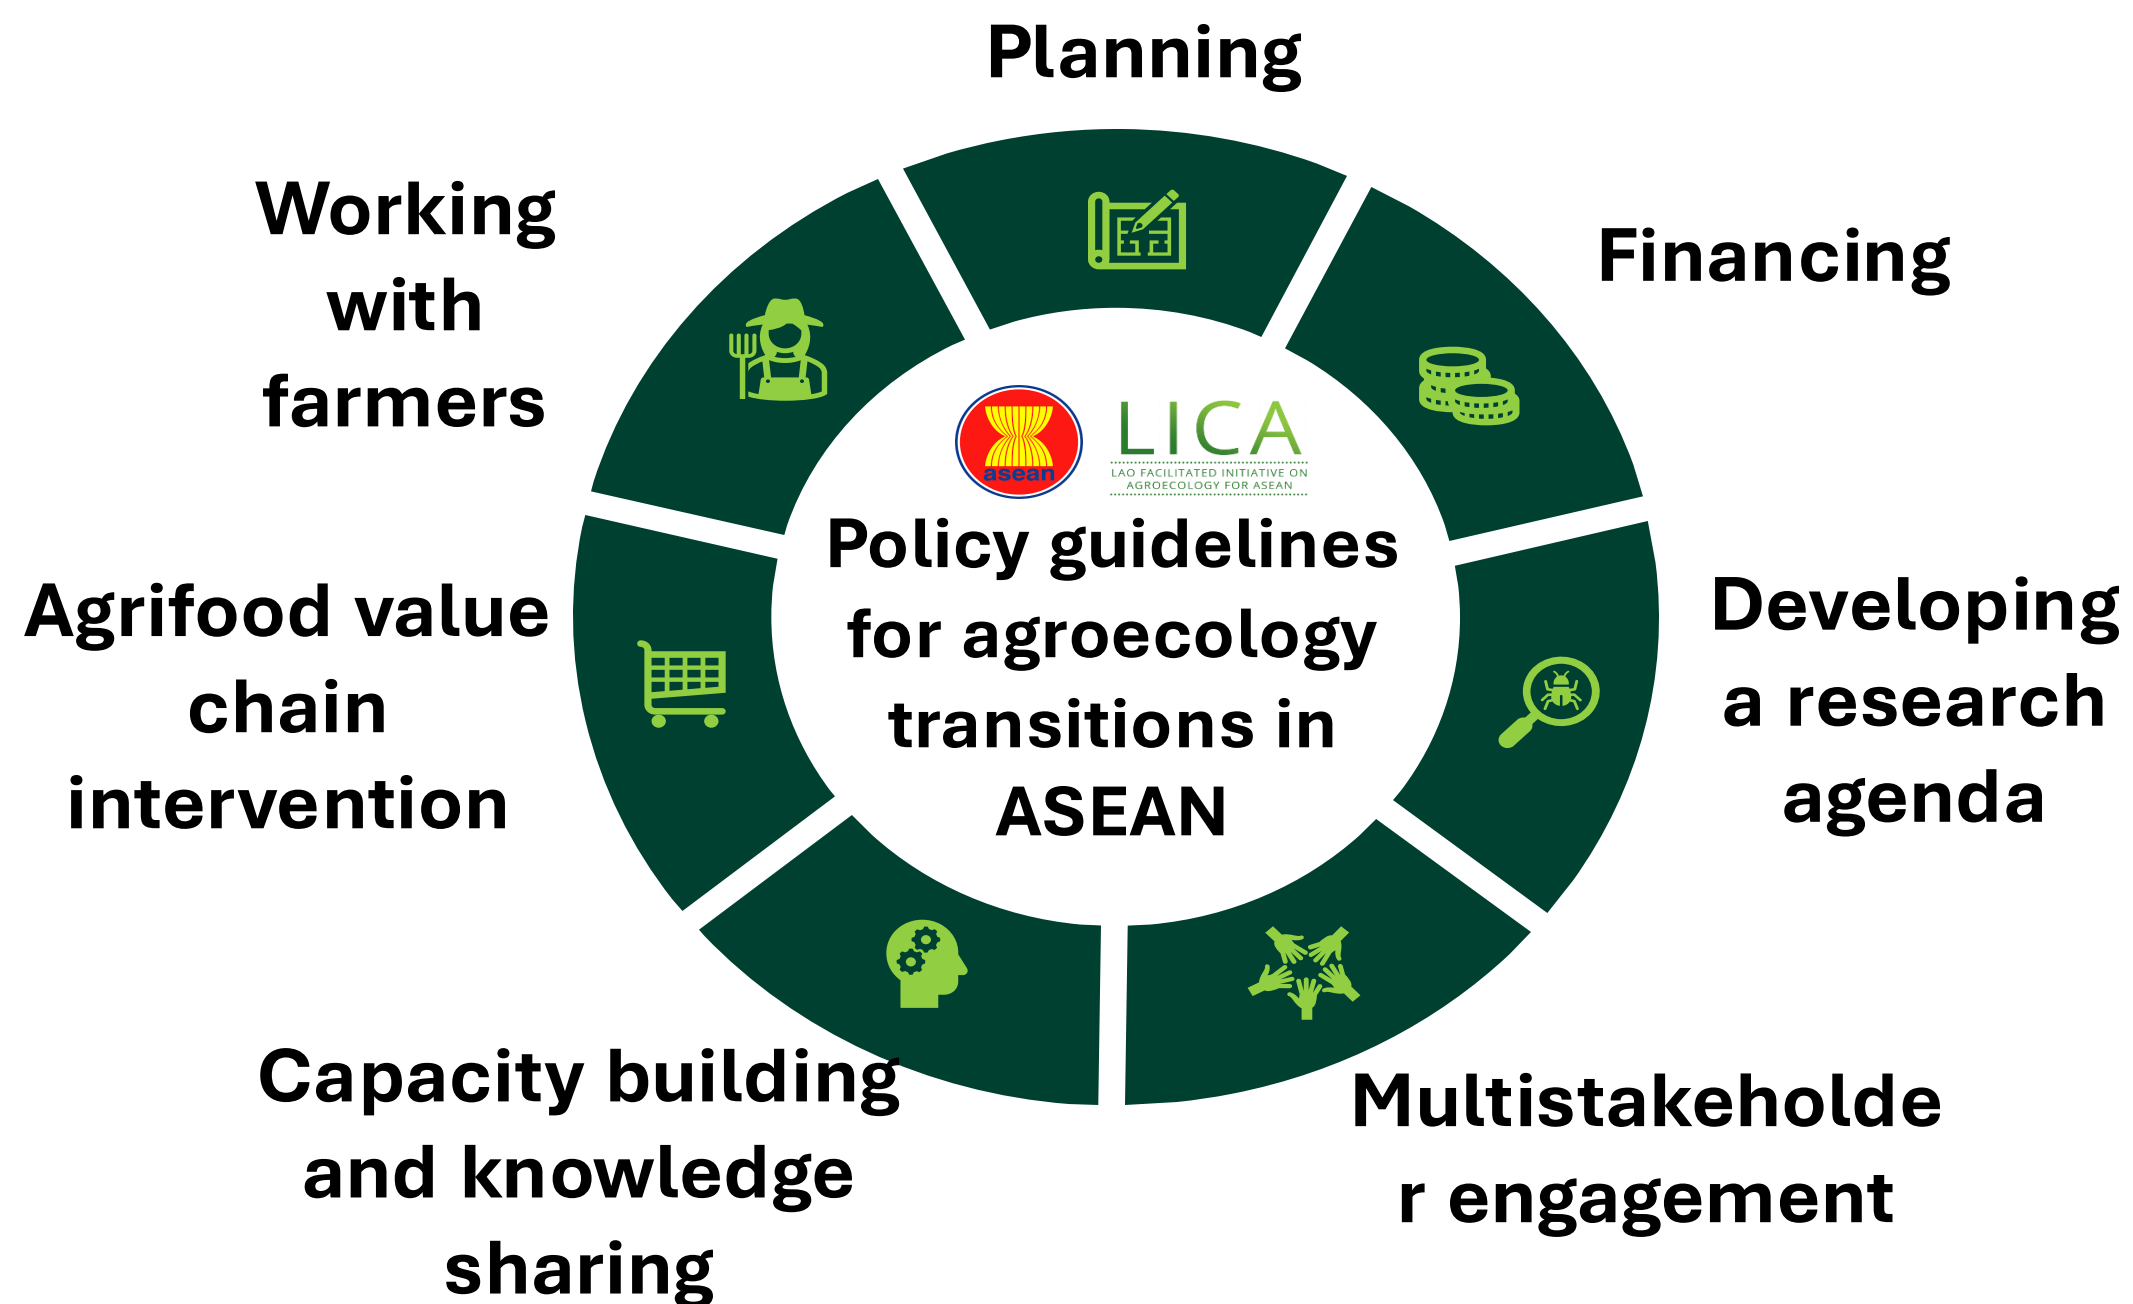 Planning
Working
with
farmers
Financing
asean
LICA
LAO FACILITATED INITIATIVE ON
AGROECOLOGY FOR ASEAN
Policy guidelines
for agroecology
transitions in
ASEAN
Agrifood value
chain
intervention
Developing
a research
agenda
Capacity building
and knowledge
sharing
Multistakeholde
r engagement